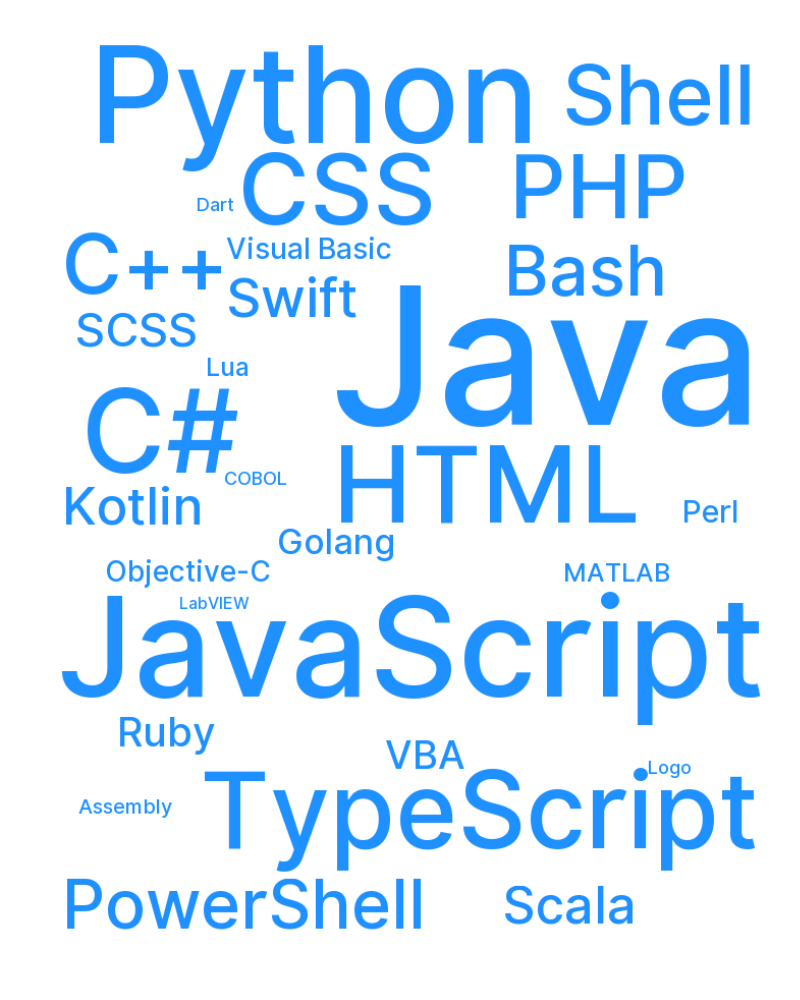 Python
Shell
CSS
PHP
Dart
C++
Visual Basic
Bash
Swift
Java
SCSS
Lua
C#
HTML
COBOL
Kotlin
Perl
Golang
Objective-C
MATLAB
LabVIEW
JavaScript
Ruby
VBA
Logo
TypeScript
Assembly
PowerShell
Scala